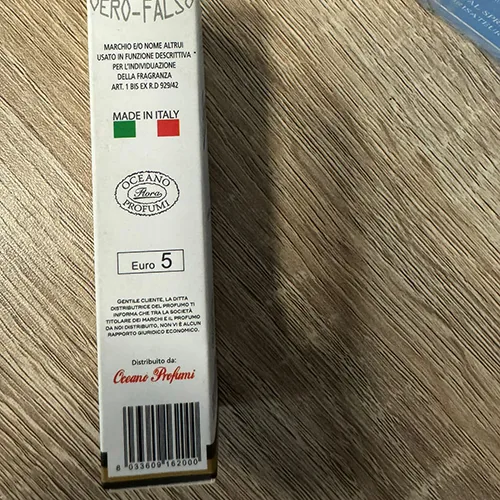 VERO-FALSO
MARCHIO E/O NOME ALTRUI
USATO IN FUNZIONE DESCRITTIVA
PER L'INDIVIDUAZIONE
DELLA FRAGRANZA
ART. 1 BIS EX R.D 929/42
MADE IN ITALY
OCEANO
Flora
PROFUMI
Euro 5
GENTILE CLIENTE, LA DITTA
DISTRIBUTRICE DEL PROFUMO TI
INFORMA CHE TRA LA SOCIETÀ
TITOLARE DEI MARCHI E IL PROFUMO
DA NOI DISTRIBUITO, NON VI È ALCUN
RAPPORTO GIURIDICO ECONOMICO.
Distribuito da:
Oceano Profumi
8 033609 162000